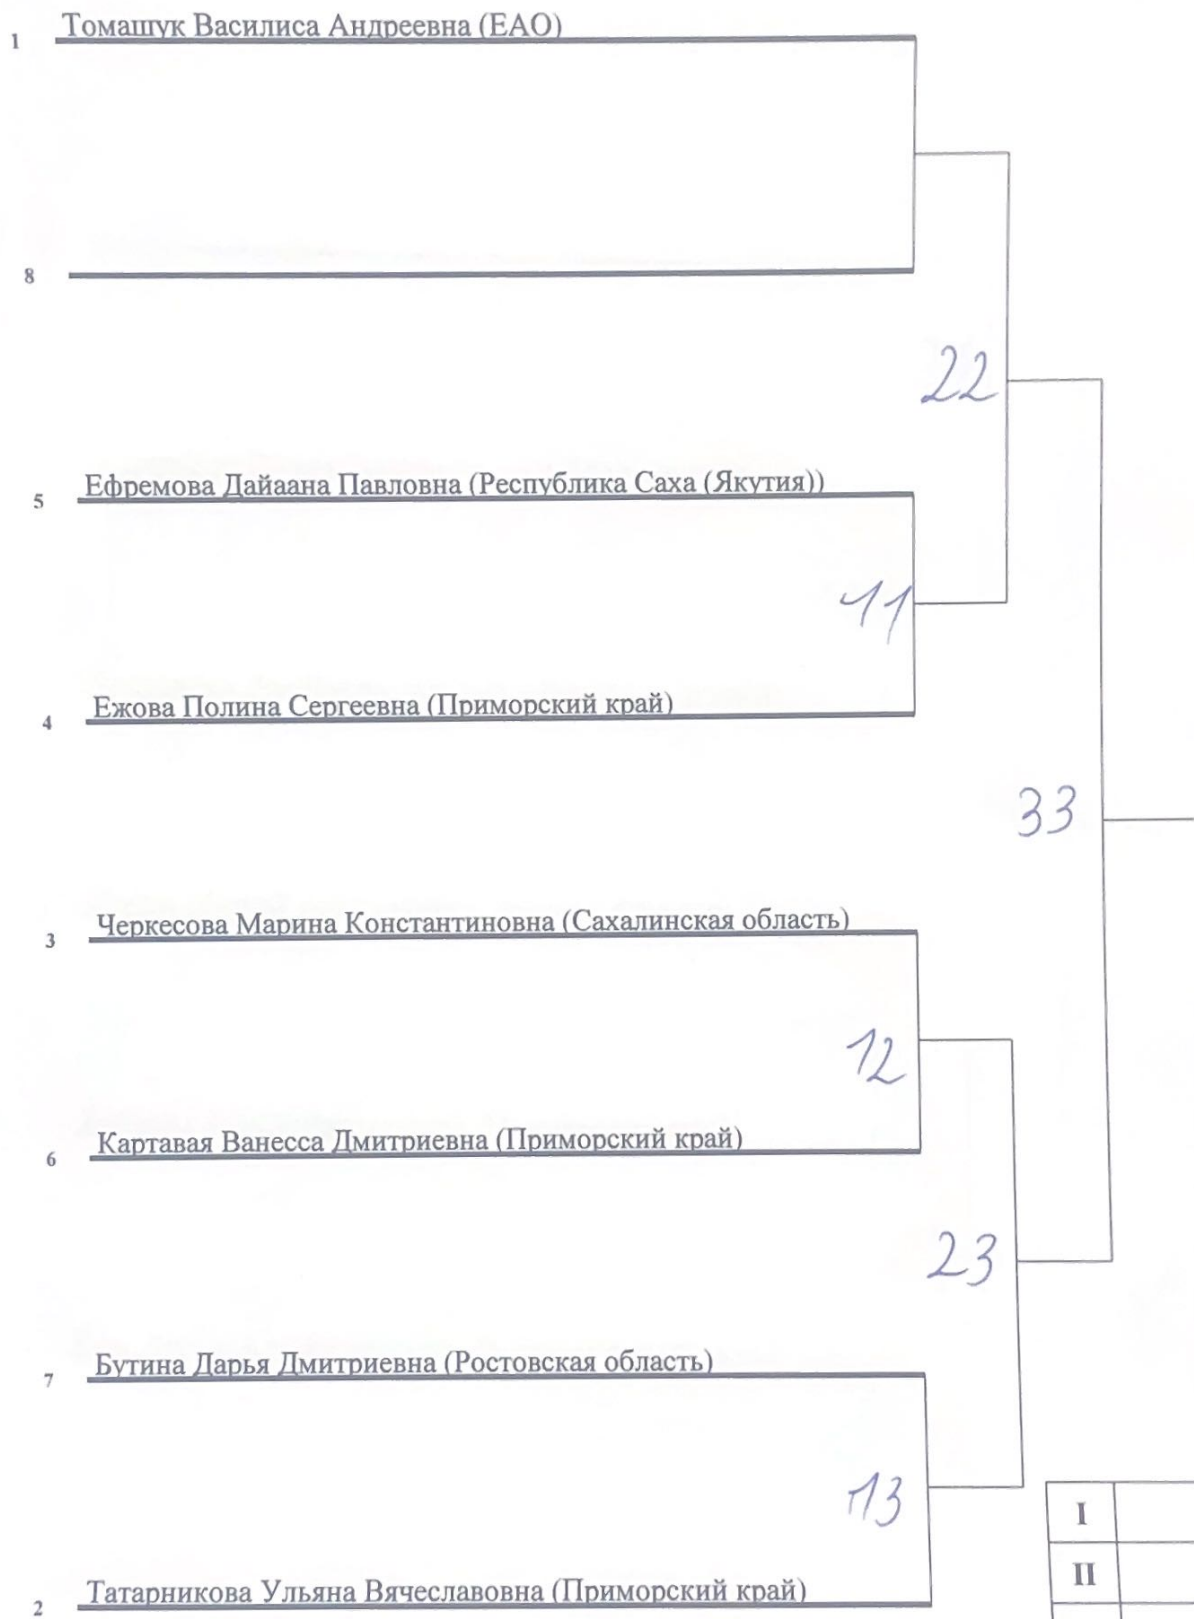 1 Томашук Василиса Андреевна (ЕАО)
8
22
5 Ефремова Дайаана Павловна (Республика Саха (Якутия))
11
4 Ежова Полина Сергеевна (Приморский край)
33
3 Черкесова Марина Константиновна (Сахалинская область)
12
6 Картавая Ванесса Дмитриевна (Приморский край)
23
7 Бутина Дарья Дмитриевна (Ростовская область)
13
I
II
2 Татарникова Ульяна Вячеславовна (Приморский край)